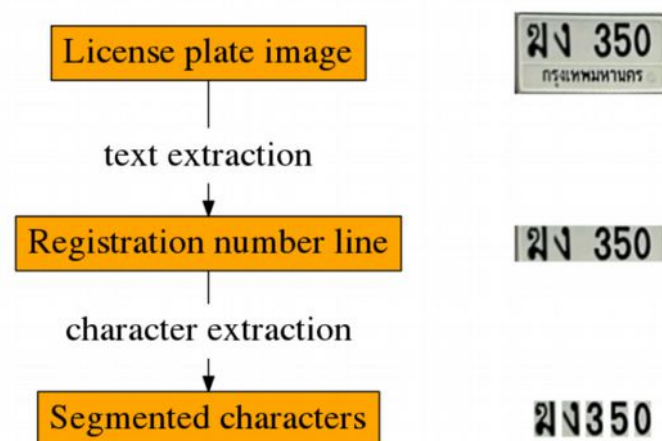 License plate image
ฆง 350
กรุงเทพมหานคร
text extraction
Registration number line
ฆง 350
character extraction
Segmented characters
ฆง350